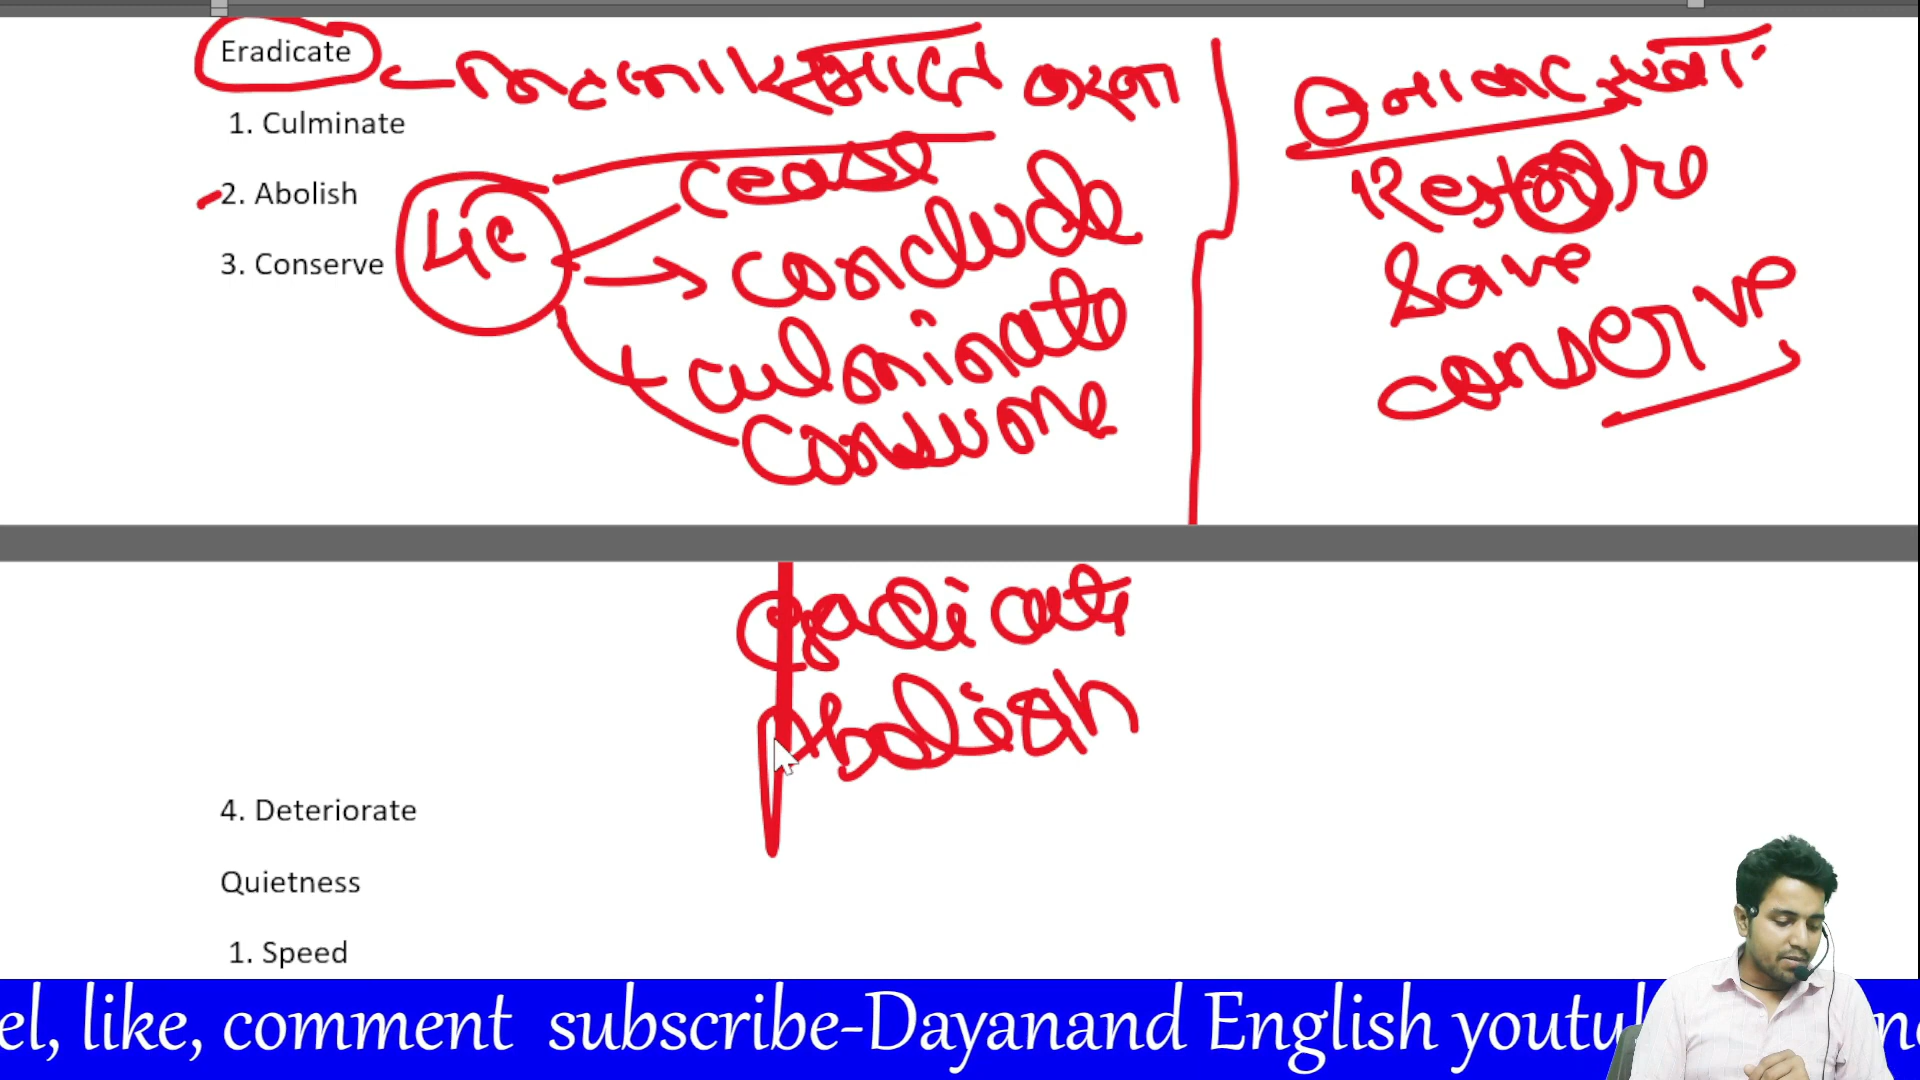 Eradicate
1. Culminate
2. Abolish
3. Conserve
4c
cease
conclude
culminate
consume
Restore
Save
conserve
eradicate
Abolish
4. Deteriorate
Quietness
1. Speed
el, like, comment subscribe-Dayanand English youtu